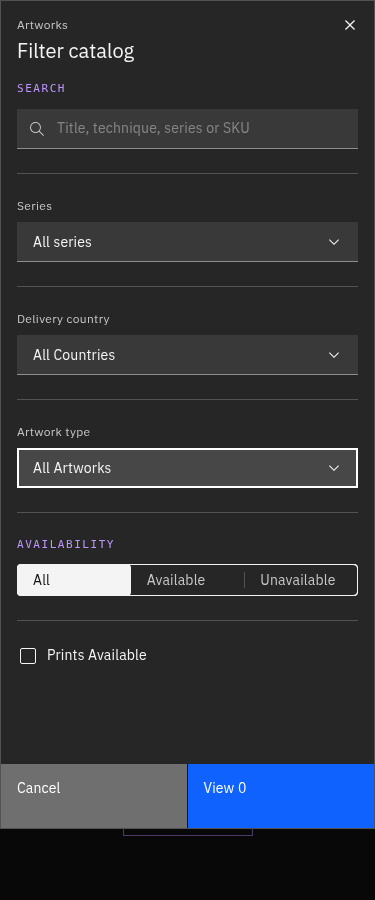 Artworks
Filter catalog
SEARCH
Title, technique, series or SKU
Series
All series
Delivery country
All Countries
Artwork type
All Artworks
AVAILABILITY
All Available Unavailable
Prints Available
Cancel View 0